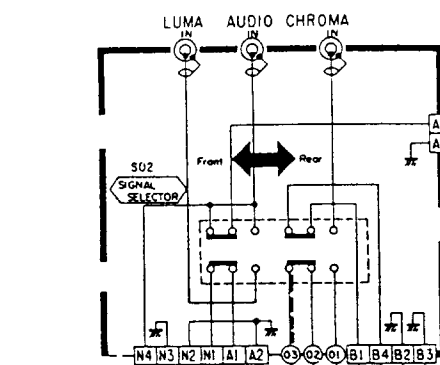 LUMA AUDIO CHROMA
IN IN IN
A
A
Front Rear
S02
SIGNAL
SELECTOR
N4 N3 N2 N1 A1 A2 03 02 01 B1 B4 B2 B3